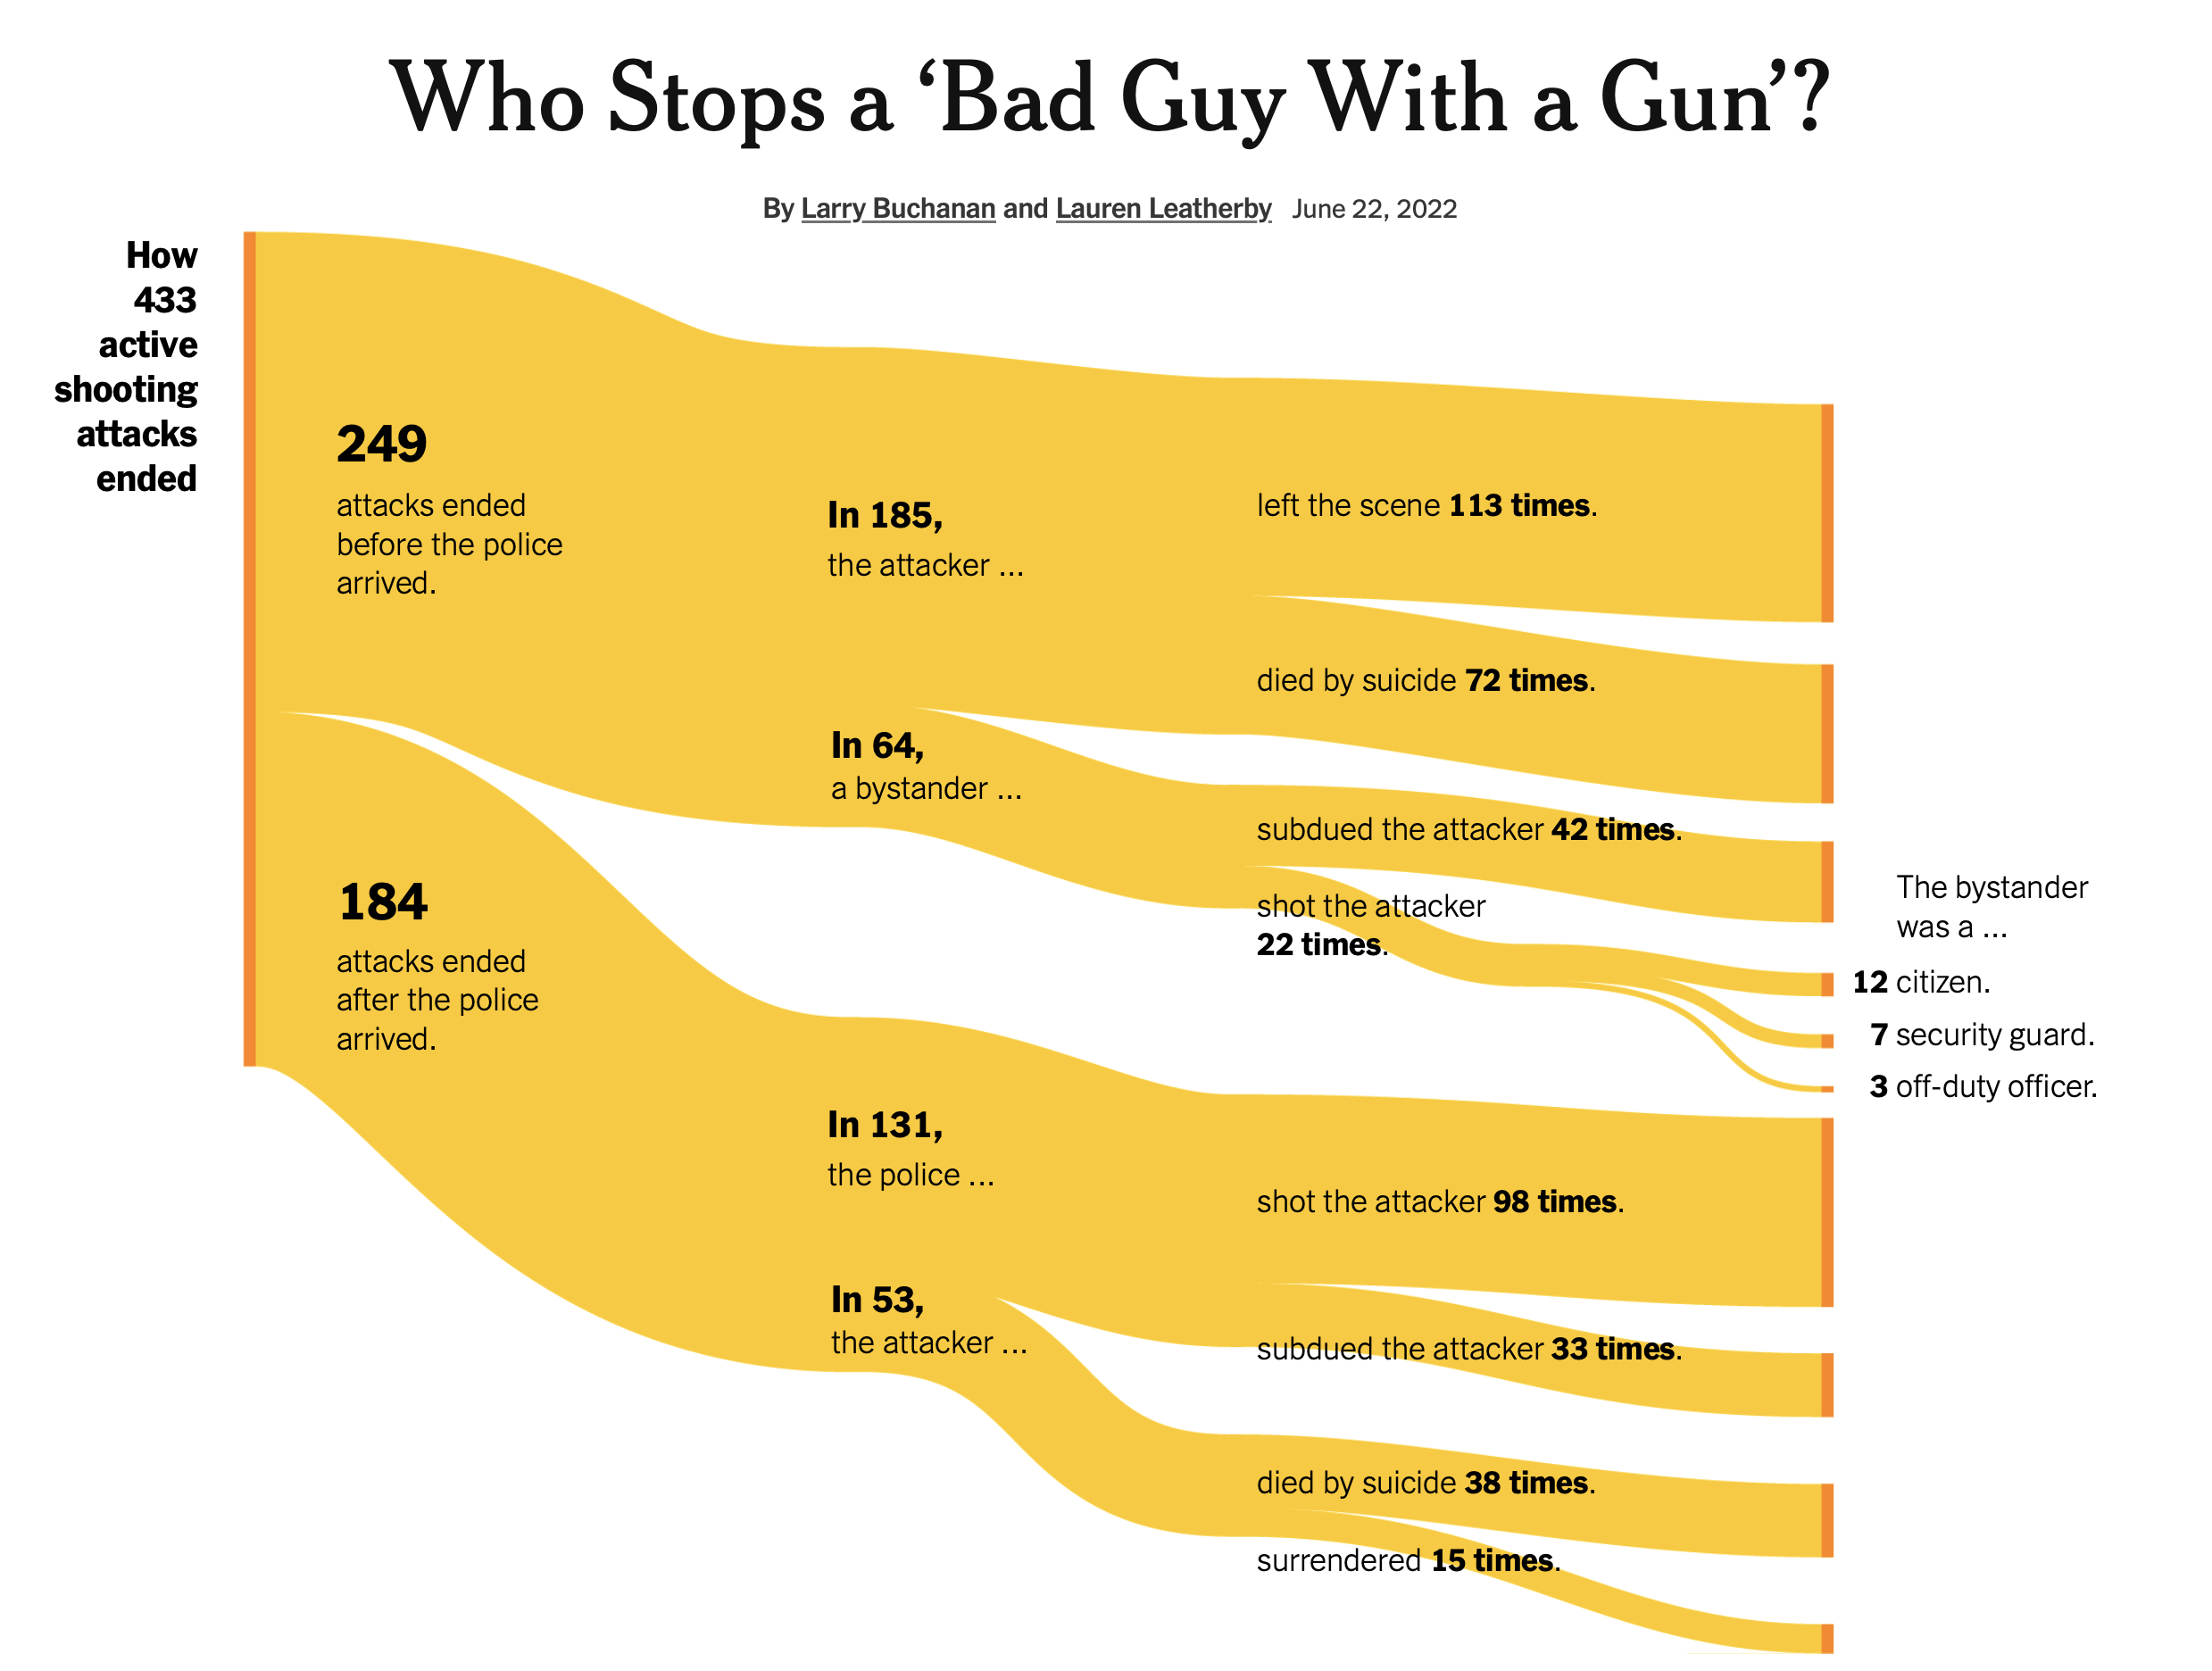 Who Stops a ‘Bad Guy With a Gun’?
By Larry Buchanan and Lauren Leatherby June 22, 2022
How
433
active
shooting
attacks
ended
249
attacks ended
before the police
arrived.
In 185,
the attacker ...
left the scene 113 times.
died by suicide 72 times.
In 64,
a bystander ...
subdued the attacker 42 times.
shot the attacker
22 times.
The bystander
was a ...
12 citizen.
7 security guard.
3 off-duty officer.
184
attacks ended
after the police
arrived.
In 131,
the police ...
shot the attacker 98 times.
subdued the attacker 33 times.
In 53,
the attacker ...
died by suicide 38 times.
surrendered 15 times.